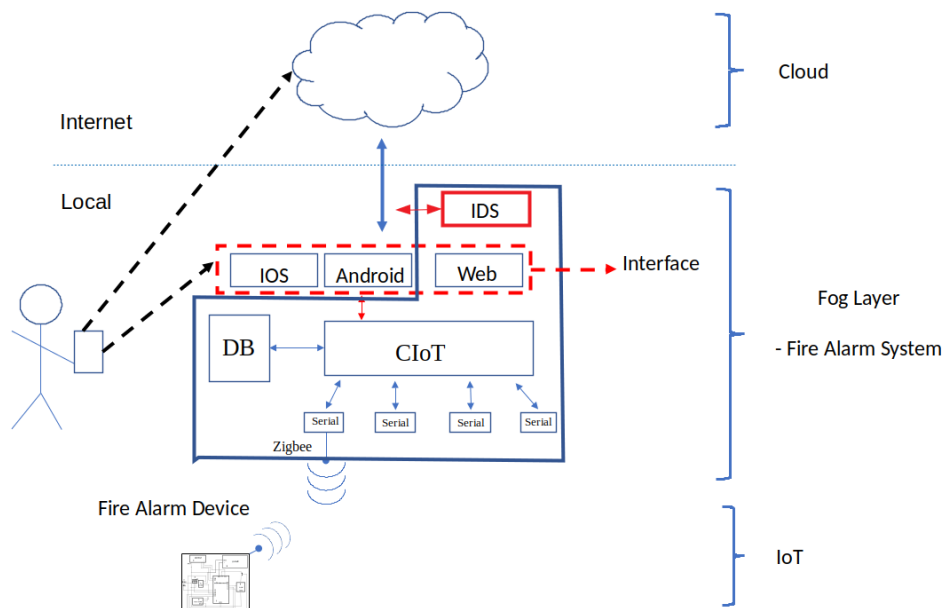 Cloud
Internet
Local
IDS
IOS
Android
Web
Interface
Fog Layer
- Fire Alarm System
DB
CIoT
Serial
Serial
Serial
Serial
Zigbee
Fire Alarm Device
IoT